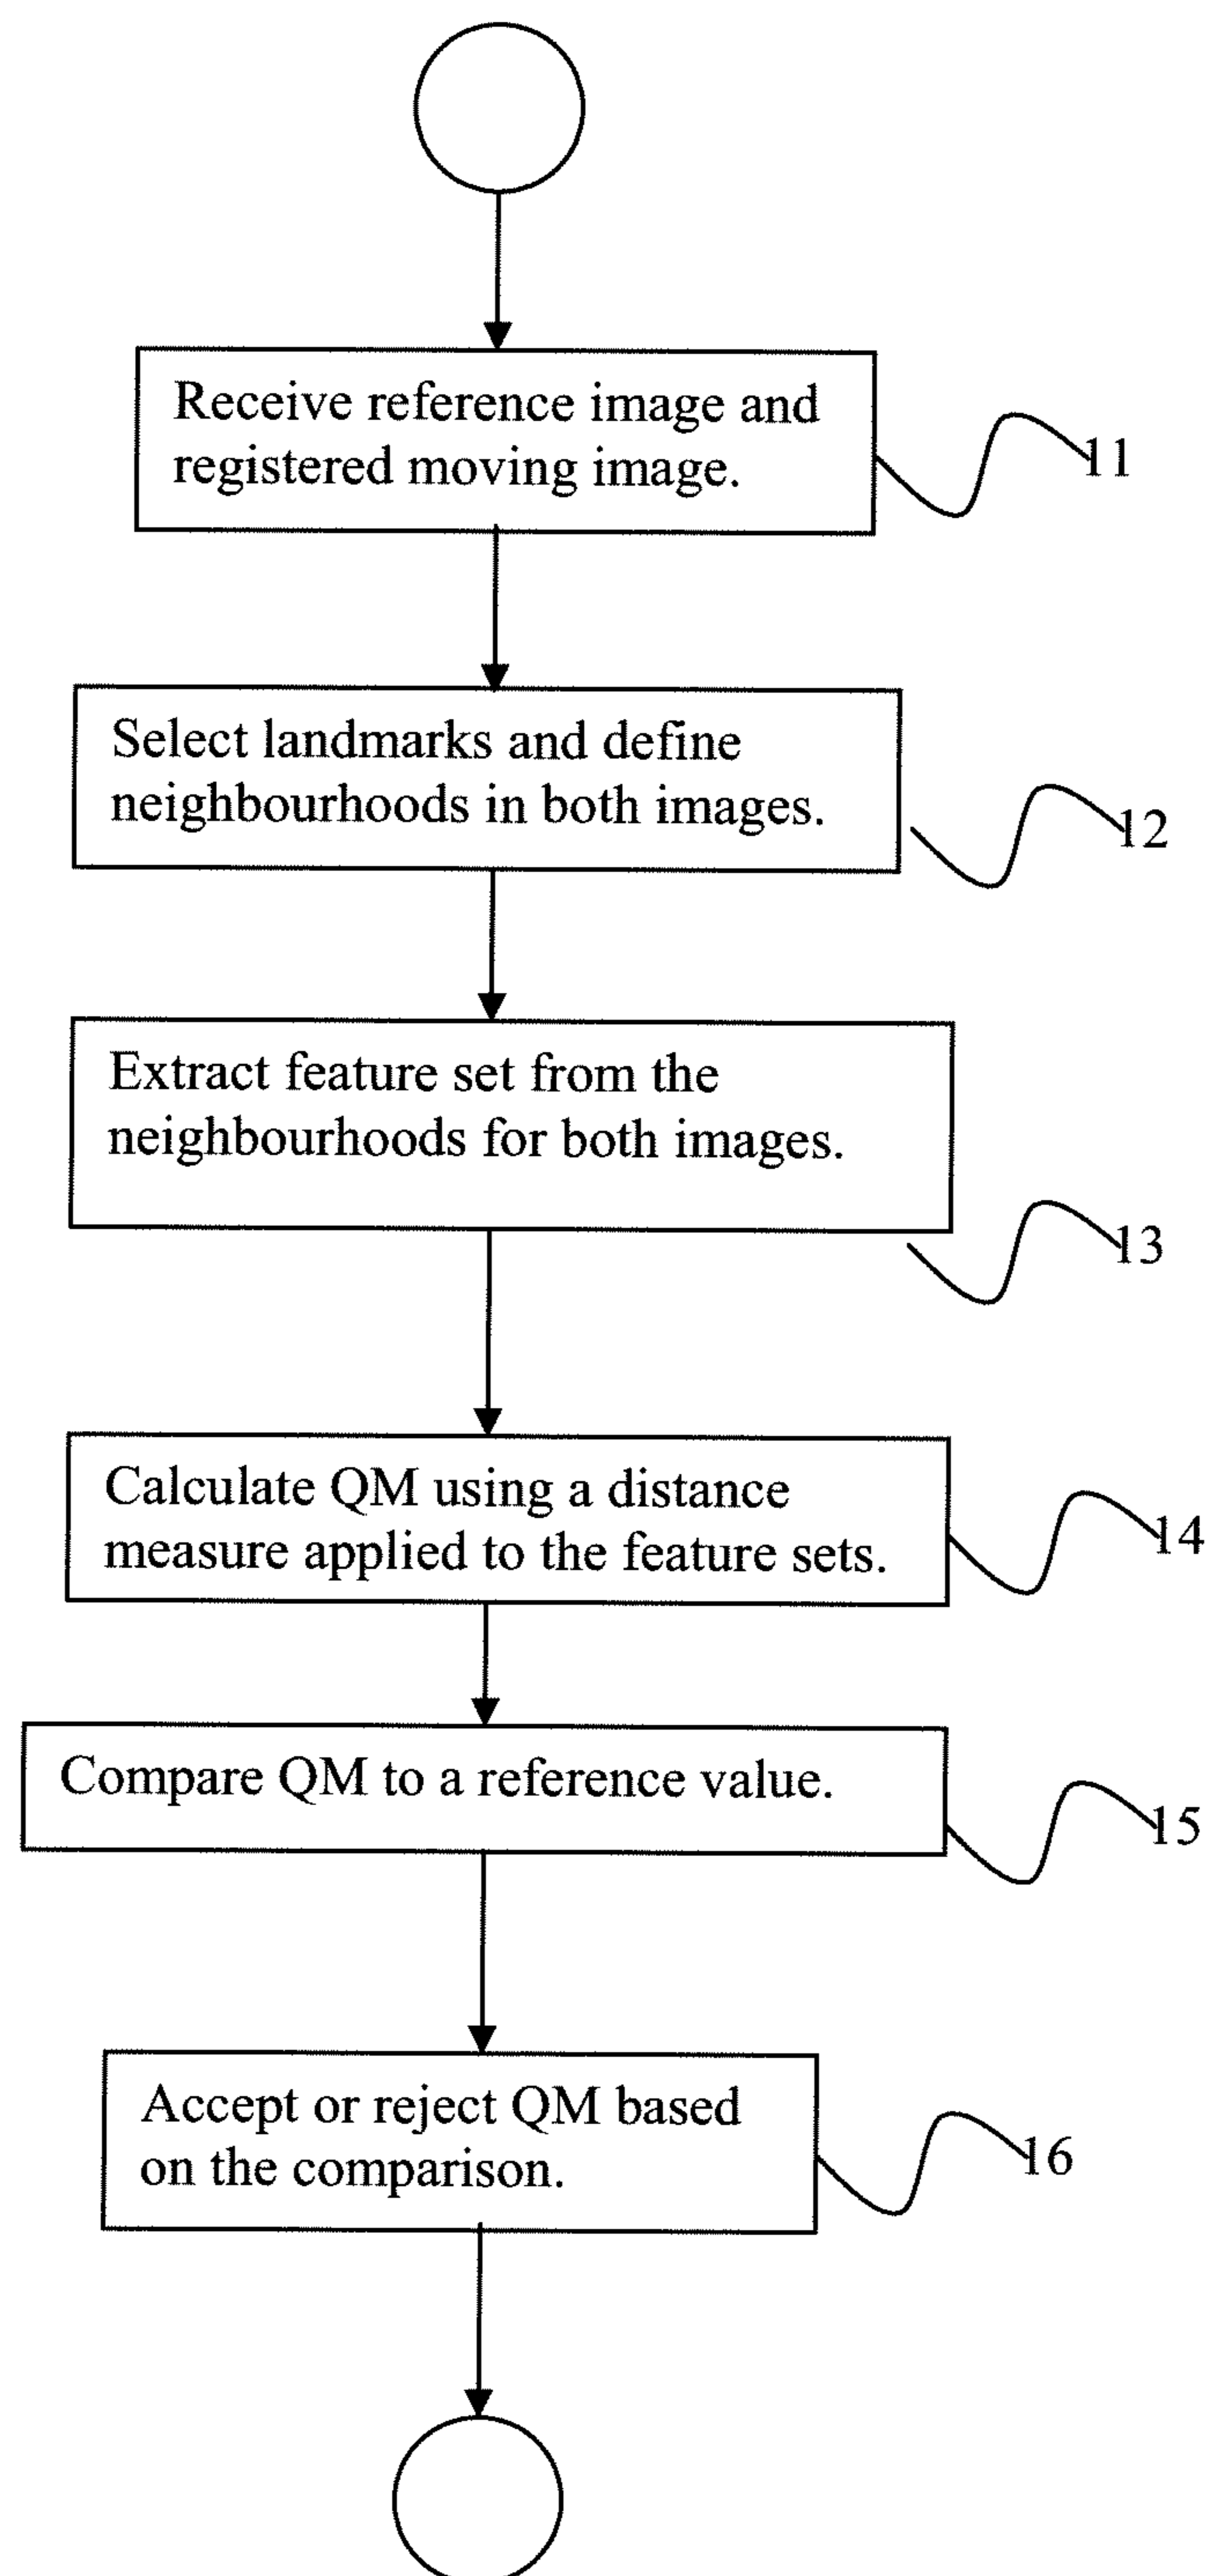 Receive reference image and
registered moving image.
11
Select landmarks and define
neighbourhoods in both images.
12
Extract feature set from the
neighbourhoods for both images.
13
Calculate QM using a distance
measure applied to the feature sets.
14
Compare QM to a reference value.
15
Accept or reject QM based
on the comparison.
16